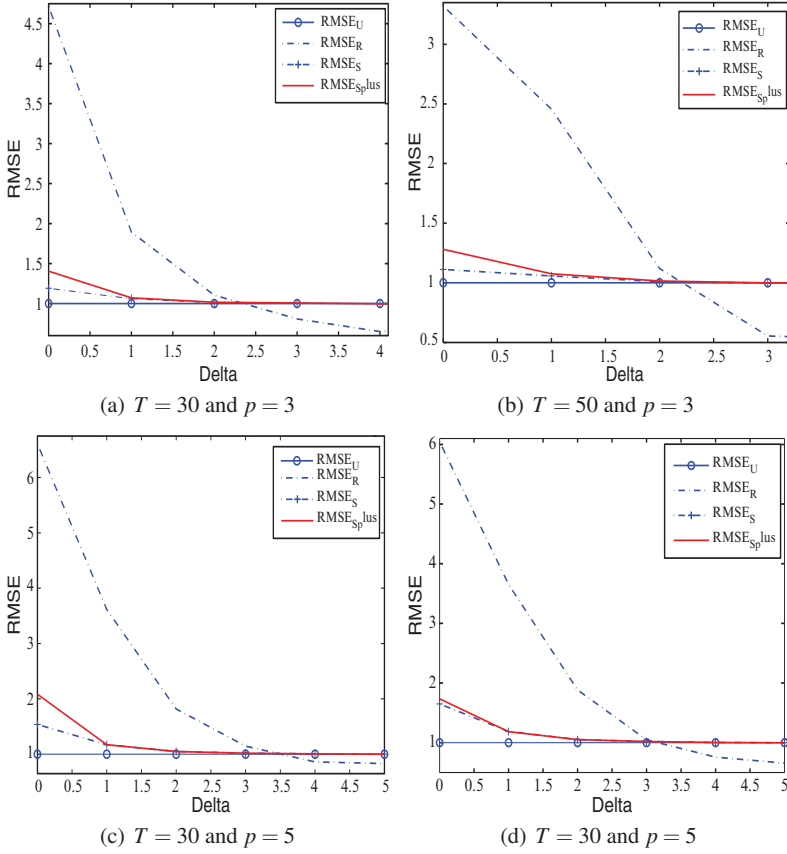 4.5
4
3.5
3
2.5
2
1.5
1
RMSE
0 0.5 1 1.5 2 2.5 3 3.5 4
Delta
RMSE_U
RMSE_R
RMSE_S
RMSE_Splus
(a) T = 30 and p = 3
3
2.5
2
1.5
1
0.5
RMSE
0 0.5 1 1.5 2 2.5 3
Delta
RMSE_U
RMSE_R
RMSE_S
RMSE_Splus
(b) T = 50 and p = 3
6
5
4
3
2
1
RMSE
0 0.5 1 1.5 2 2.5 3 3.5 4 4.5 5
Delta
RMSE_U
RMSE_R
RMSE_S
RMSE_Splus
(c) T = 30 and p = 5
6
5
4
3
2
1
RMSE
0 0.5 1 1.5 2 2.5 3 3.5 4 4.5 5
Delta
RMSE_U
RMSE_R
RMSE_S
RMSE_Splus
(d) T = 30 and p = 5